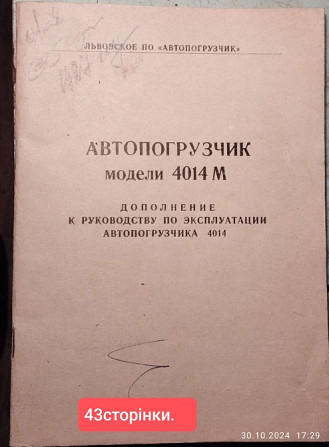 ЛЬВОВСКОЕ ПО «АВТОПОГРУЗЧИК»
АВТОПОГРУЗЧИК
модели 4014 М
ДОПОЛНЕНИЕ
К РУКОВОДСТВУ ПО ЭКСПЛУАТАЦИИ
АВТОПОГРУЗЧИКА 4014
43сторінки.
30.10.2024 17:29